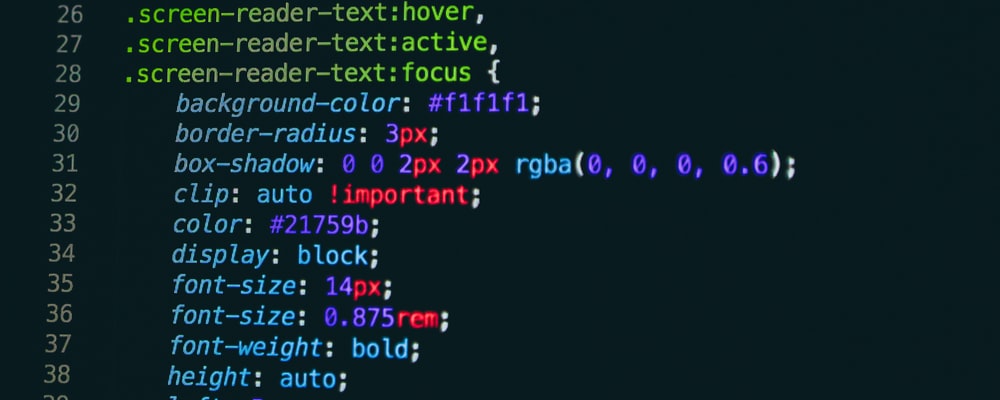 26 .screen-reader-text:hover,
27 .screen-reader-text:active,
28 .screen-reader-text:focus {
29 background-color: #f1f1f1;
30 border-radius: 3px;
31 box-shadow: 0 0 2px 2px rgba(0, 0, 0, 0.6);
32 clip: auto !important;
33 color: #21759b;
34 display: block;
35 font-size: 14px;
36 font-size: 0.875rem;
37 font-weight: bold;
38 height: auto;